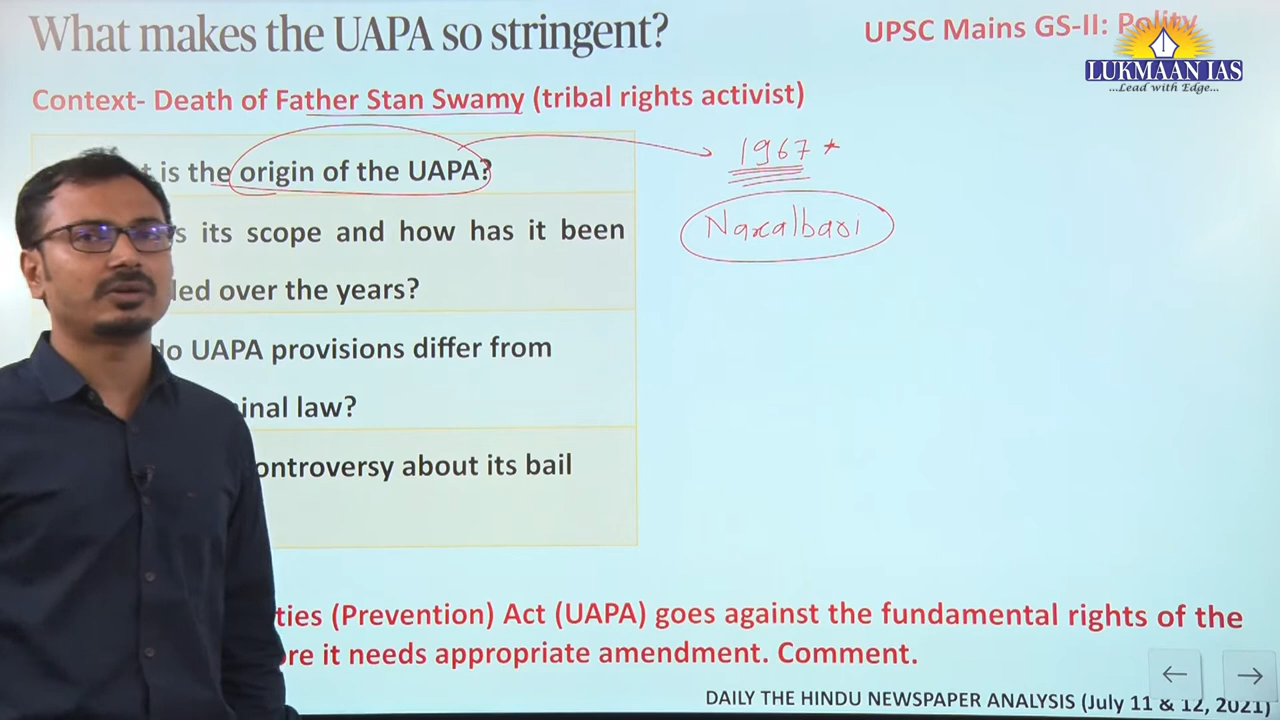 What makes the UAPA so stringent?
UPSC Mains GS-II: Polity
LUKMAAN IAS
...Lead with Edge...
Context- Death of Father Stan Swamy (tribal rights activist)
is the origin of the UAPA?
1967 *
Naxalbari
its scope and how has it been
over the years?
UAPA provisions differ from
law?
about its bail
(Prevention) Act (UAPA) goes against the fundamental rights of the
it needs appropriate amendment. Comment.
DAILY THE HINDU NEWSPAPER ANALYSIS (July 11 & 12, 2021)